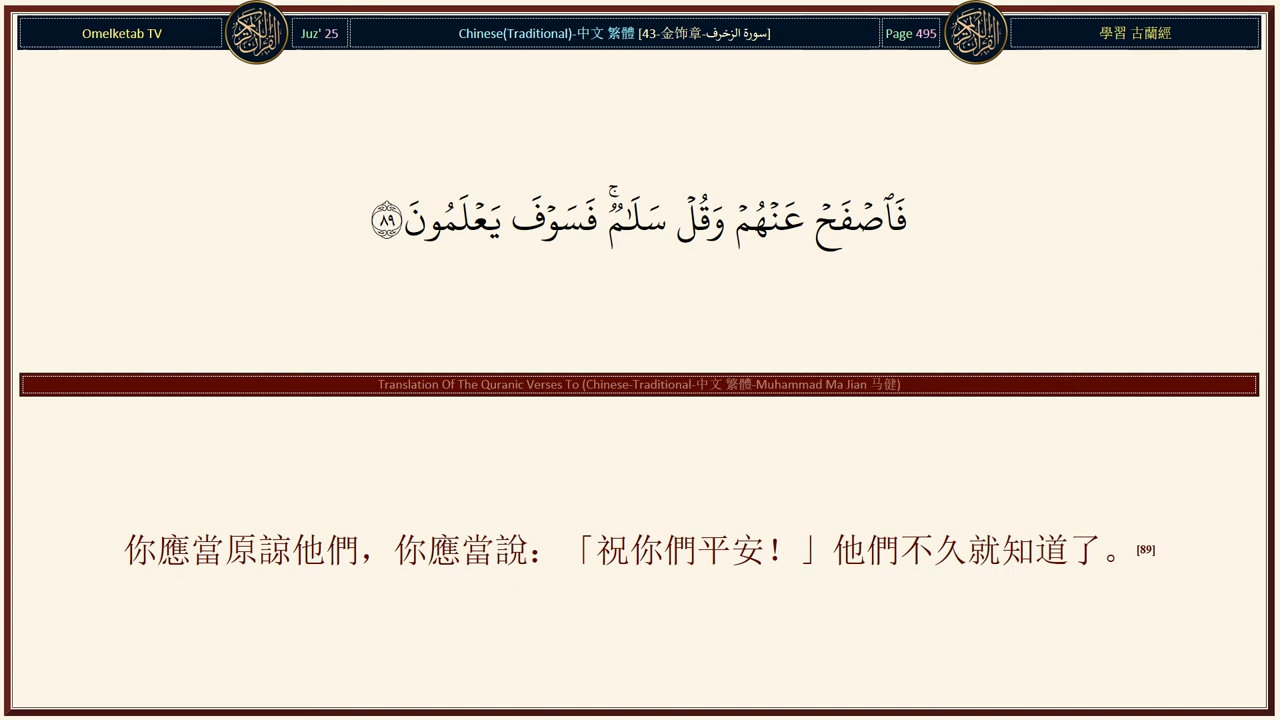 Omelketab TV
Juz' 25
Chinese(Traditional)-中文 繁體 [43-金饰章-سورة الزخرف]
Page 495
學習 古蘭經
فَٱصۡفَحۡ عَنۡهُمۡ وَقُلۡ سَلَٰمٞۚ فَسَوۡفَ يَعۡلَمُونَ ٨٩
Translation Of The Quranic Verses To (Chinese-Traditional-中文 繁體-Muhammad Ma Jian 马健)
你應當原諒他們，你應當說：「祝你們平安！」他們不久就知道了。[89]